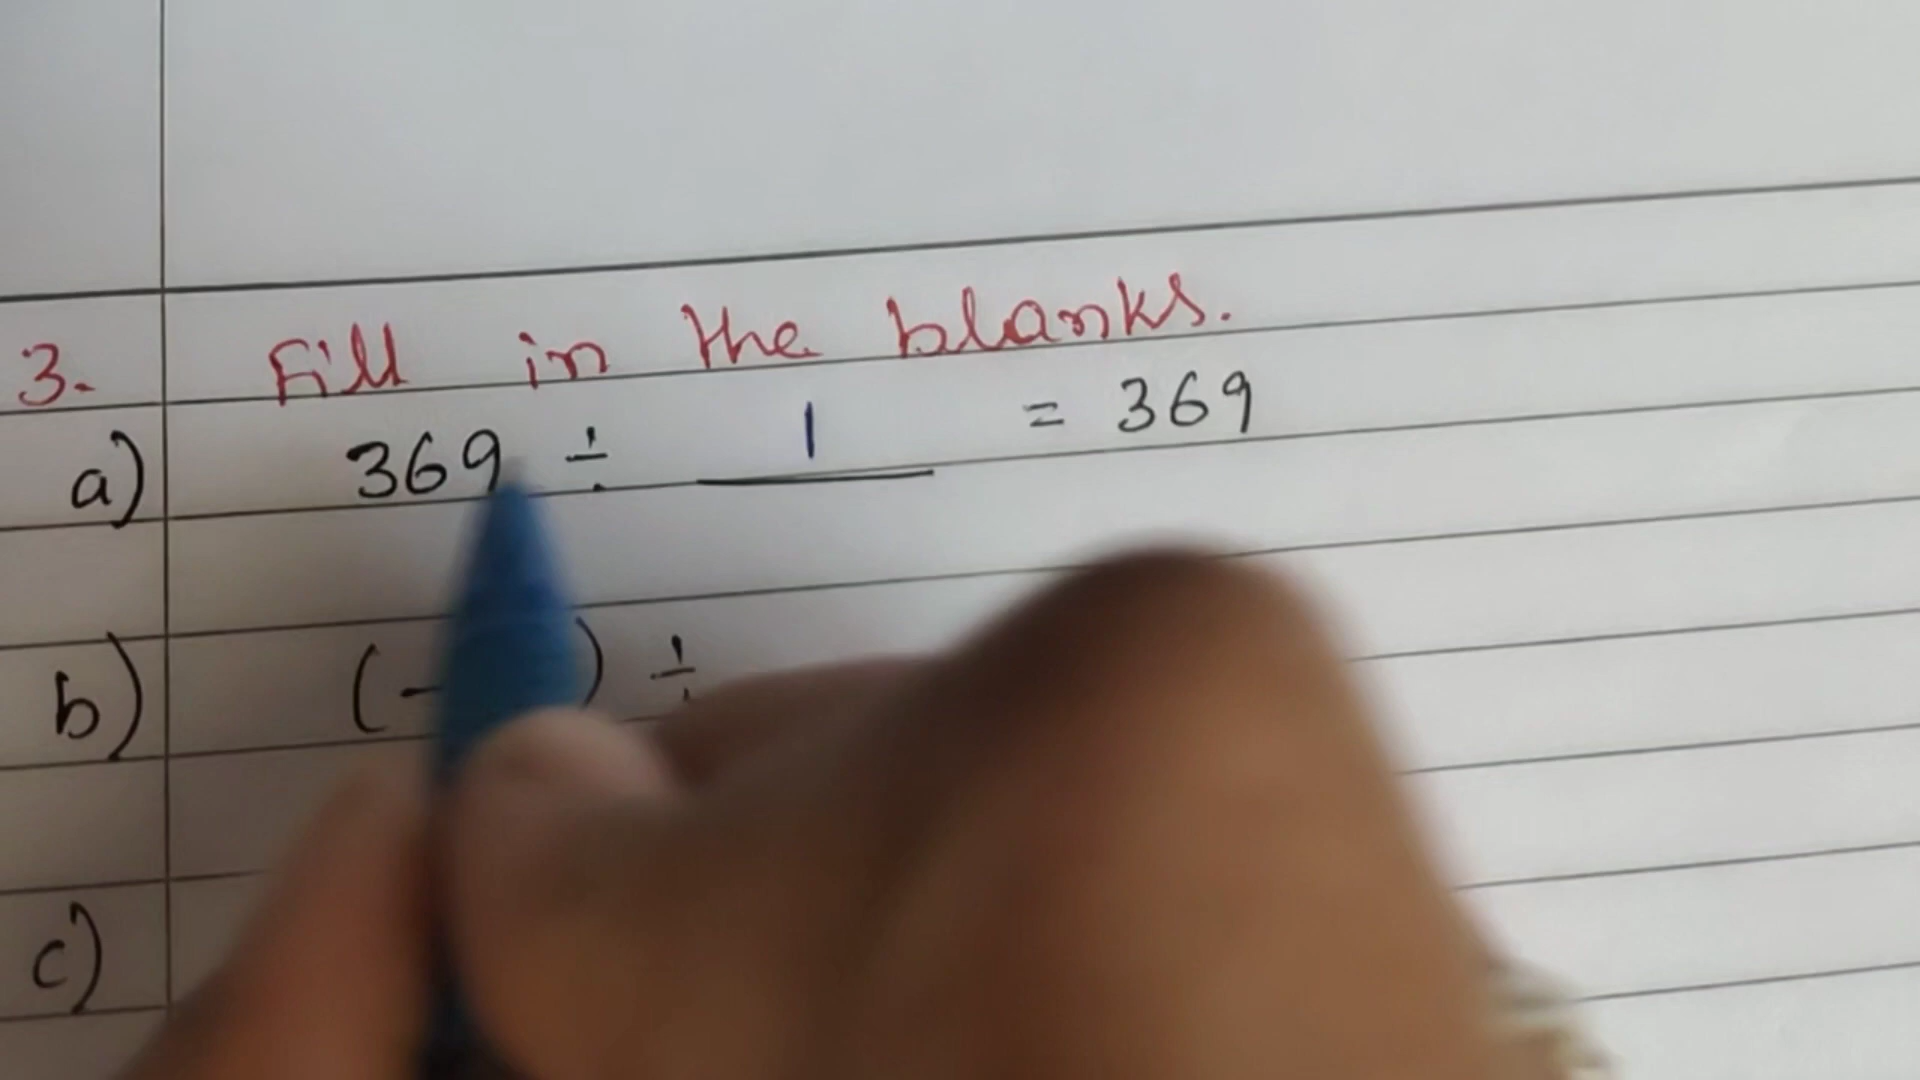 3. Fill in the blanks.
a) 369 ÷ 1 = 369
b) (- ) ÷
c)